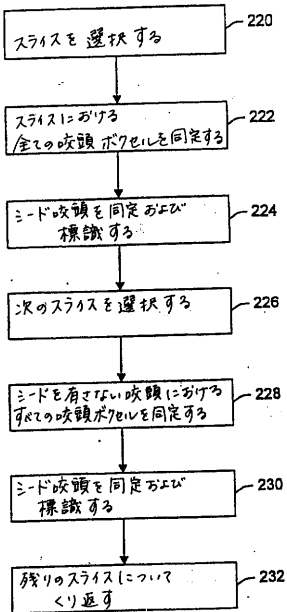 スライスを選択する
220
スライスにおける
全ての咬頭ボクセルを同定する
222
シード咬頭を同定および
標識する
224
次のスライスを選択する
226
シードを有さない咬頭における
すべての咬頭ボクセルを同定する
228
シード咬頭を同定および
標識する
230
残りのスライスについて
くり返す
232